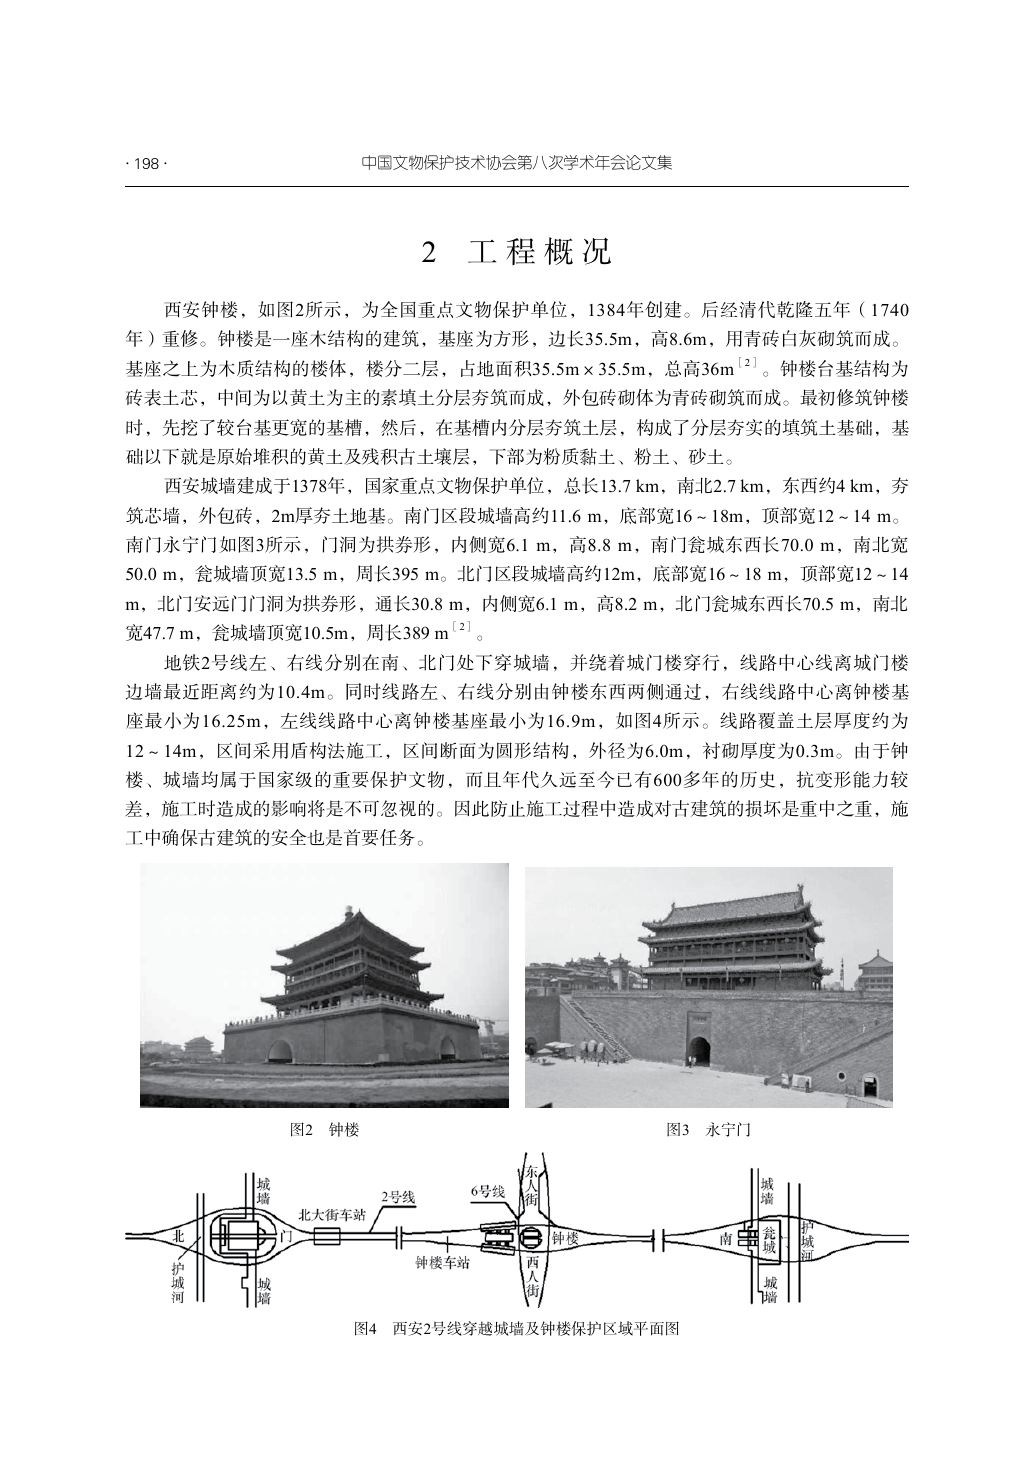 · 198 ·
中国文物保护技术协会第八次学术年会论文集
2 工程概况
西安钟楼，如图2所示，为全国重点文物保护单位，1384年创建。后经清代乾隆五年（1740
年）重修。钟楼是一座木结构的建筑，基座为方形，边长35.5m，高8.6m，用青砖白灰砌筑而成。
基座之上为木质结构的楼体，楼分二层，占地面积35.5m×35.5m，总高36m［2］。钟楼台基结构为
砖表土芯，中间为以黄土为主的素填土分层夯筑而成，外包砖砌体为青砖砌筑而成。最初修筑钟楼
时，先挖了较台基更宽的基槽，然后，在基槽内分层夯筑土层，构成了分层夯实的填筑土基础，基
础以下就是原始堆积的黄土及残积古土壤层，下部为粉质黏土、粉土、砂土。
西安城墙建成于1378年，国家重点文物保护单位，总长13.7 km，南北2.7 km，东西约4 km，夯
筑芯墙，外包砖，2m厚夯土地基。南门区段城墙高约11.6 m，底部宽16～18m，顶部宽12～14 m。
南门永宁门如图3所示，门洞为拱券形，内侧宽6.1 m，高8.8 m，南门瓮城东西长70.0 m，南北宽
50.0 m，瓮城墙顶宽13.5 m，周长395 m。北门区段城墙高约12m，底部宽16～18 m，顶部宽12～14
m，北门安远门门洞为拱券形，通长30.8 m，内侧宽6.1 m，高8.2 m，北门瓮城东西长70.5 m，南北
宽47.7 m，瓮城墙顶宽10.5m，周长389 m［2］。
地铁2号线左、右线分别在南、北门处下穿城墙，并绕着城门楼穿行，线路中心线离城门楼
边墙最近距离约为10.4m。同时线路左、右线分别由钟楼东西两侧通过，右线线路中心离钟楼基
座最小为16.25m，左线线路中心离钟楼基座最小为16.9m，如图4所示。线路覆盖土层厚度约为
12～14m，区间采用盾构法施工，区间断面为圆形结构，外径为6.0m，衬砌厚度为0.3m。由于钟
楼、城墙均属于国家级的重要保护文物，而且年代久远至今已有600多年的历史，抗变形能力较
差，施工时造成的影响将是不可忽视的。因此防止施工过程中造成对古建筑的损坏是重中之重，施
工中确保古建筑的安全也是首要任务。
图2 钟楼
图3 永宁门
城墙
北大街车站
2号线
6号线
东人街
城墙
北
门
钟楼
南
瓮城
护城河
护城河
城墙
钟楼车站
西人街
城墙
图4 西安2号线穿越城墙及钟楼保护区域平面图